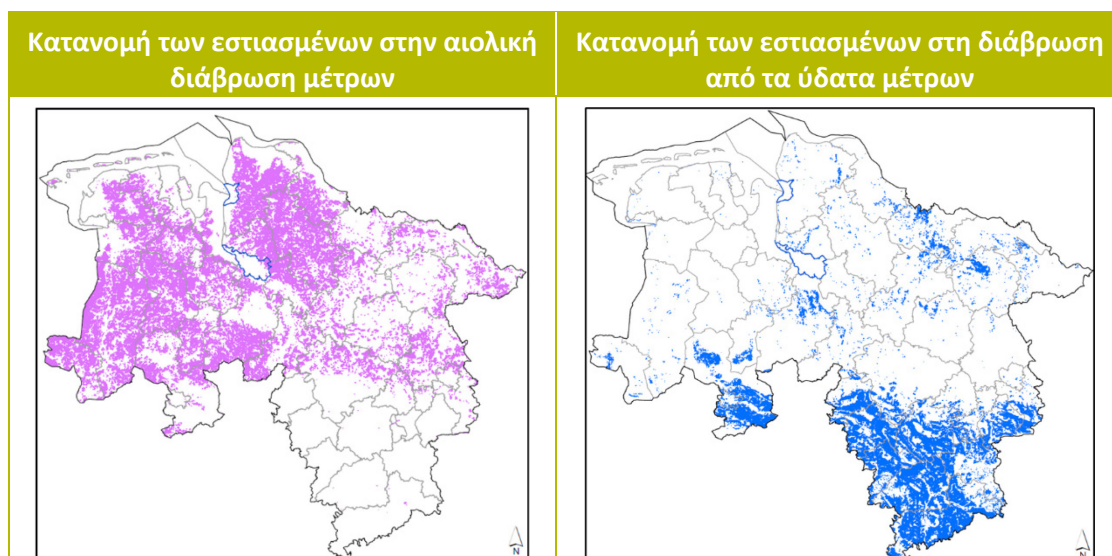 Κατανομή των εστιασμένων στην αιολική
διάβρωση μέτρων
Κατανομή των εστιασμένων στη διάβρωση
από τα ύδατα μέτρων
N
N